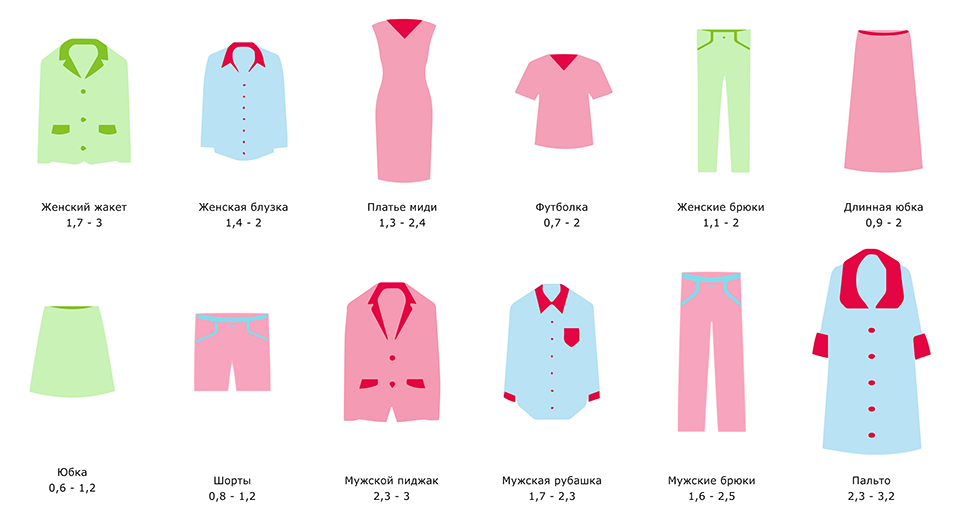 Женский жакет
1,7 - 3
Женская блузка
1,4 - 2
Платье миди
1,3 - 2,4
Футболка
0,7 - 2
Женские брюки
1,1 - 2
Длинная юбка
0,9 - 2
Юбка
0,6 - 1,2
Шорты
0,8 - 1,2
Мужской пиджак
2,3 - 3
Мужская рубашка
1,7 - 2,3
Мужские брюки
1,6 - 2,5
Пальто
2,3 - 3,2